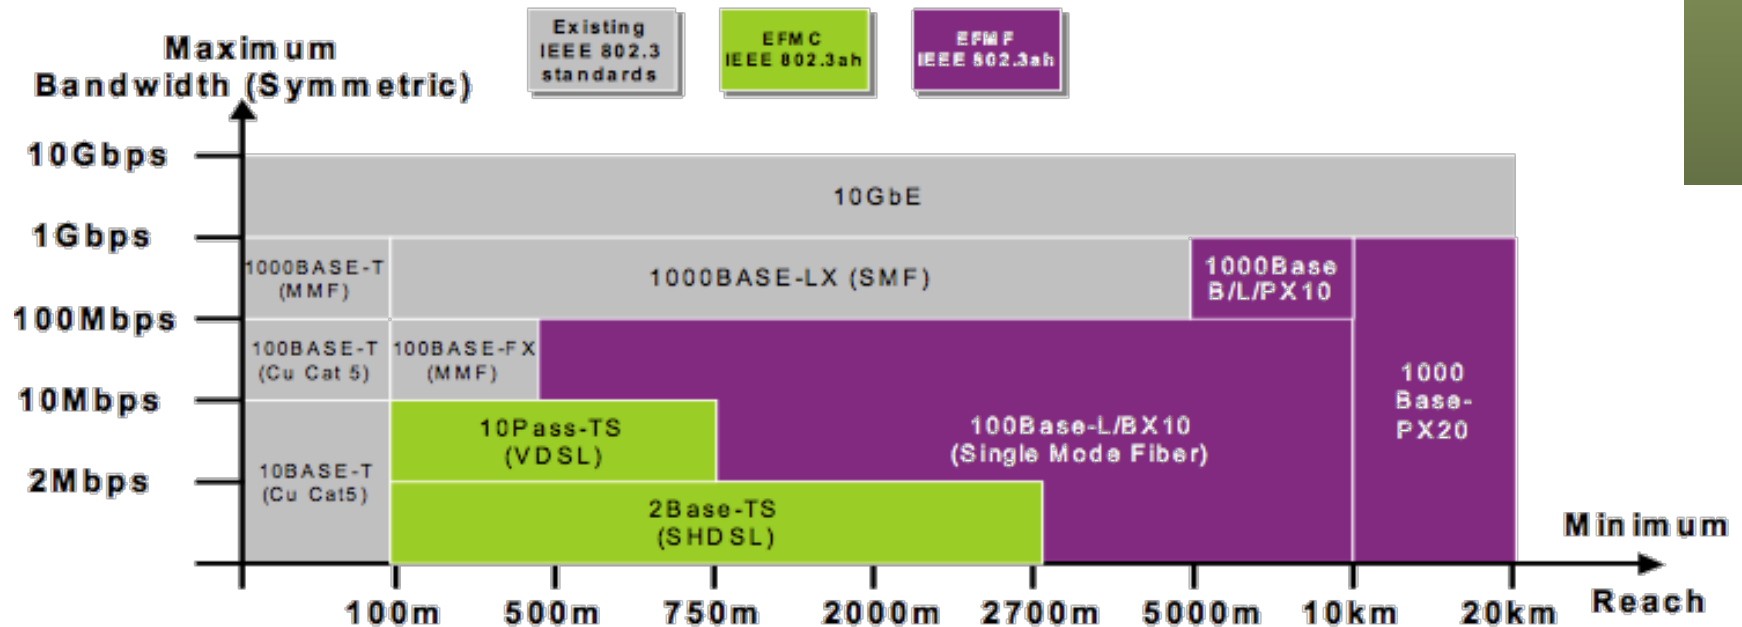 Existing
IEEE 802.3
standards
EFMC
IEEE 802.3ah
EFMF
IEEE 802.3ah
Maximum
Bandwidth (Symmetric)
10Gbps
1Gbps
100Mbps
10Mbps
2Mbps
10GbE
1000BASE-T
(MMF)
1000BASE-LX (SMF)
1000Base
B/L/PX10
100BASE-T
(Cu Cat 5)
100BASE-FX
(MMF)
10Pass-TS
(VDSL)
100Base-L/BX10
(Single Mode Fiber)
1000
Base-
PX20
10BASE-T
(Cu Cat5)
2Base-TS
(SHDSL)
Minimum
Reach
100m
500m
750m
2000m
2700m
5000m
10km
20km